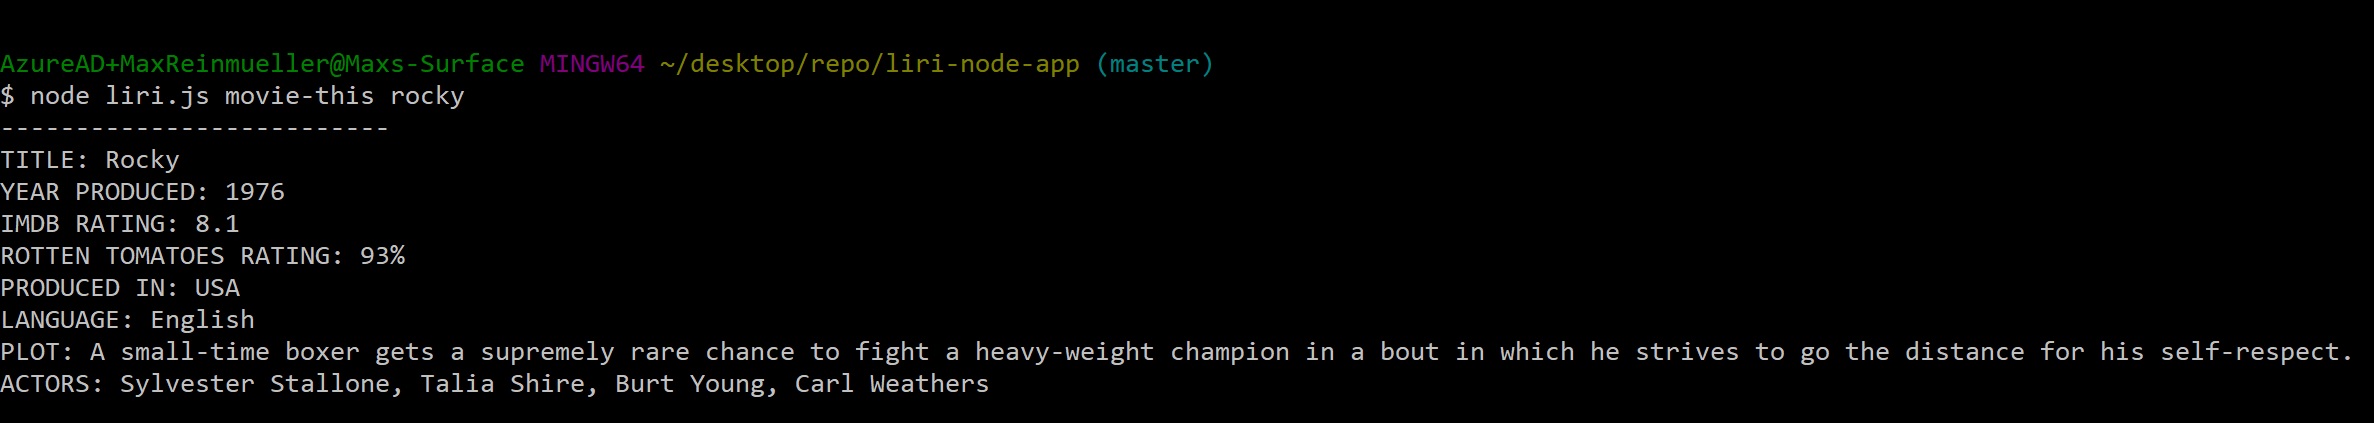 AzureAD+MaxReinmueller@Maxs-Surface MINGW64 ~/desktop/repo/liri-node-app (master)
$ node liri.js movie-this rocky
--------------------------
TITLE: Rocky
YEAR PRODUCED: 1976
IMDB RATING: 8.1
ROTTEN TOMATOES RATING: 93%
PRODUCED IN: USA
LANGUAGE: English
PLOT: A small-time boxer gets a supremely rare chance to fight a heavy-weight champion in a bout in which he strives to go the distance for his self-respect.
ACTORS: Sylvester Stallone, Talia Shire, Burt Young, Carl Weathers